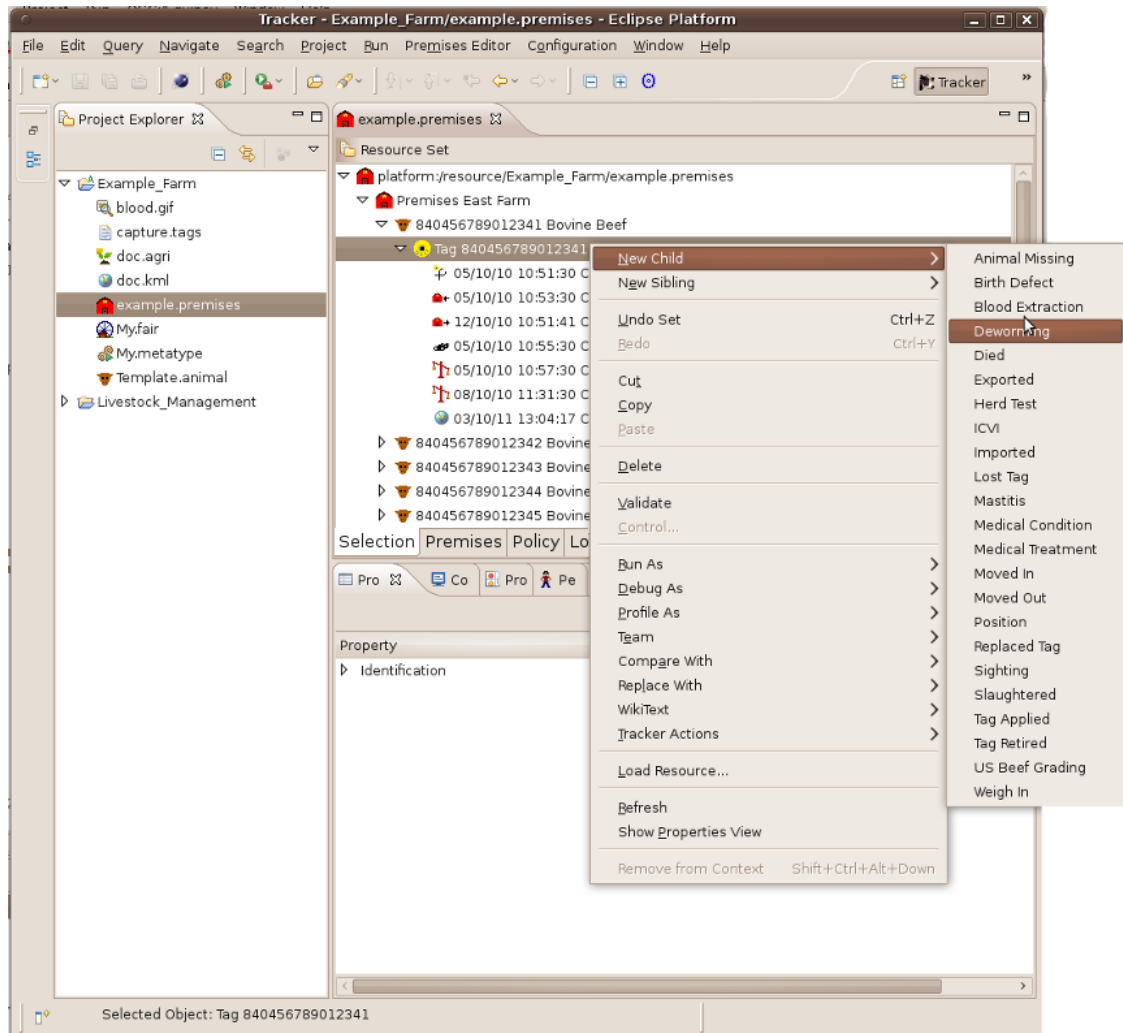 Tracker - Example_Farm/example.premises - Eclipse Platform
File Edit Query Navigate Search Project Run Premises Editor Configuration Window Help
Tracker »
Project Explorer
Example_Farm
blood.gif
capture.tags
doc.agri
doc.kml
example.premises
My.fair
My.metatype
Template.animal
Livestock_Management
example.premises
Resource Set
platform:/resource/Example_Farm/example.premises
Premises East Farm
840456789012341 Bovine Beef
Tag 840456789012341
05/10/10 10:51:30 C
05/10/10 10:53:30 C
12/10/10 10:51:41 C
05/10/10 10:55:30 C
05/10/10 10:57:30 C
08/10/10 11:31:30 C
03/10/11 13:04:17 C
840456789012342 Bovine
840456789012343 Bovine
840456789012344 Bovine
840456789012345 Bovine
Selection Premises Policy Lo
Pro Co Pro Pe
Property
Identification
New Child
New Sibling
Undo Set Ctrl+Z
Redo Ctrl+Y
Cut
Copy
Paste
Delete
Validate
Control...
Run As
Debug As
Profile As
Team
Compare With
Replace With
WikiText
Tracker Actions
Load Resource...
Refresh
Show Properties View
Remove from Context Shift+Ctrl+Alt+Down
Animal Missing
Birth Defect
Blood Extraction
Died
Exported
Herd Test
ICVI
Imported
Lost Tag
Mastitis
Medical Condition
Medical Treatment
Moved In
Moved Out
Position
Replaced Tag
Sighting
Slaughtered
Tag Applied
Tag Retired
US Beef Grading
Weigh In
Selected Object: Tag 840456789012341